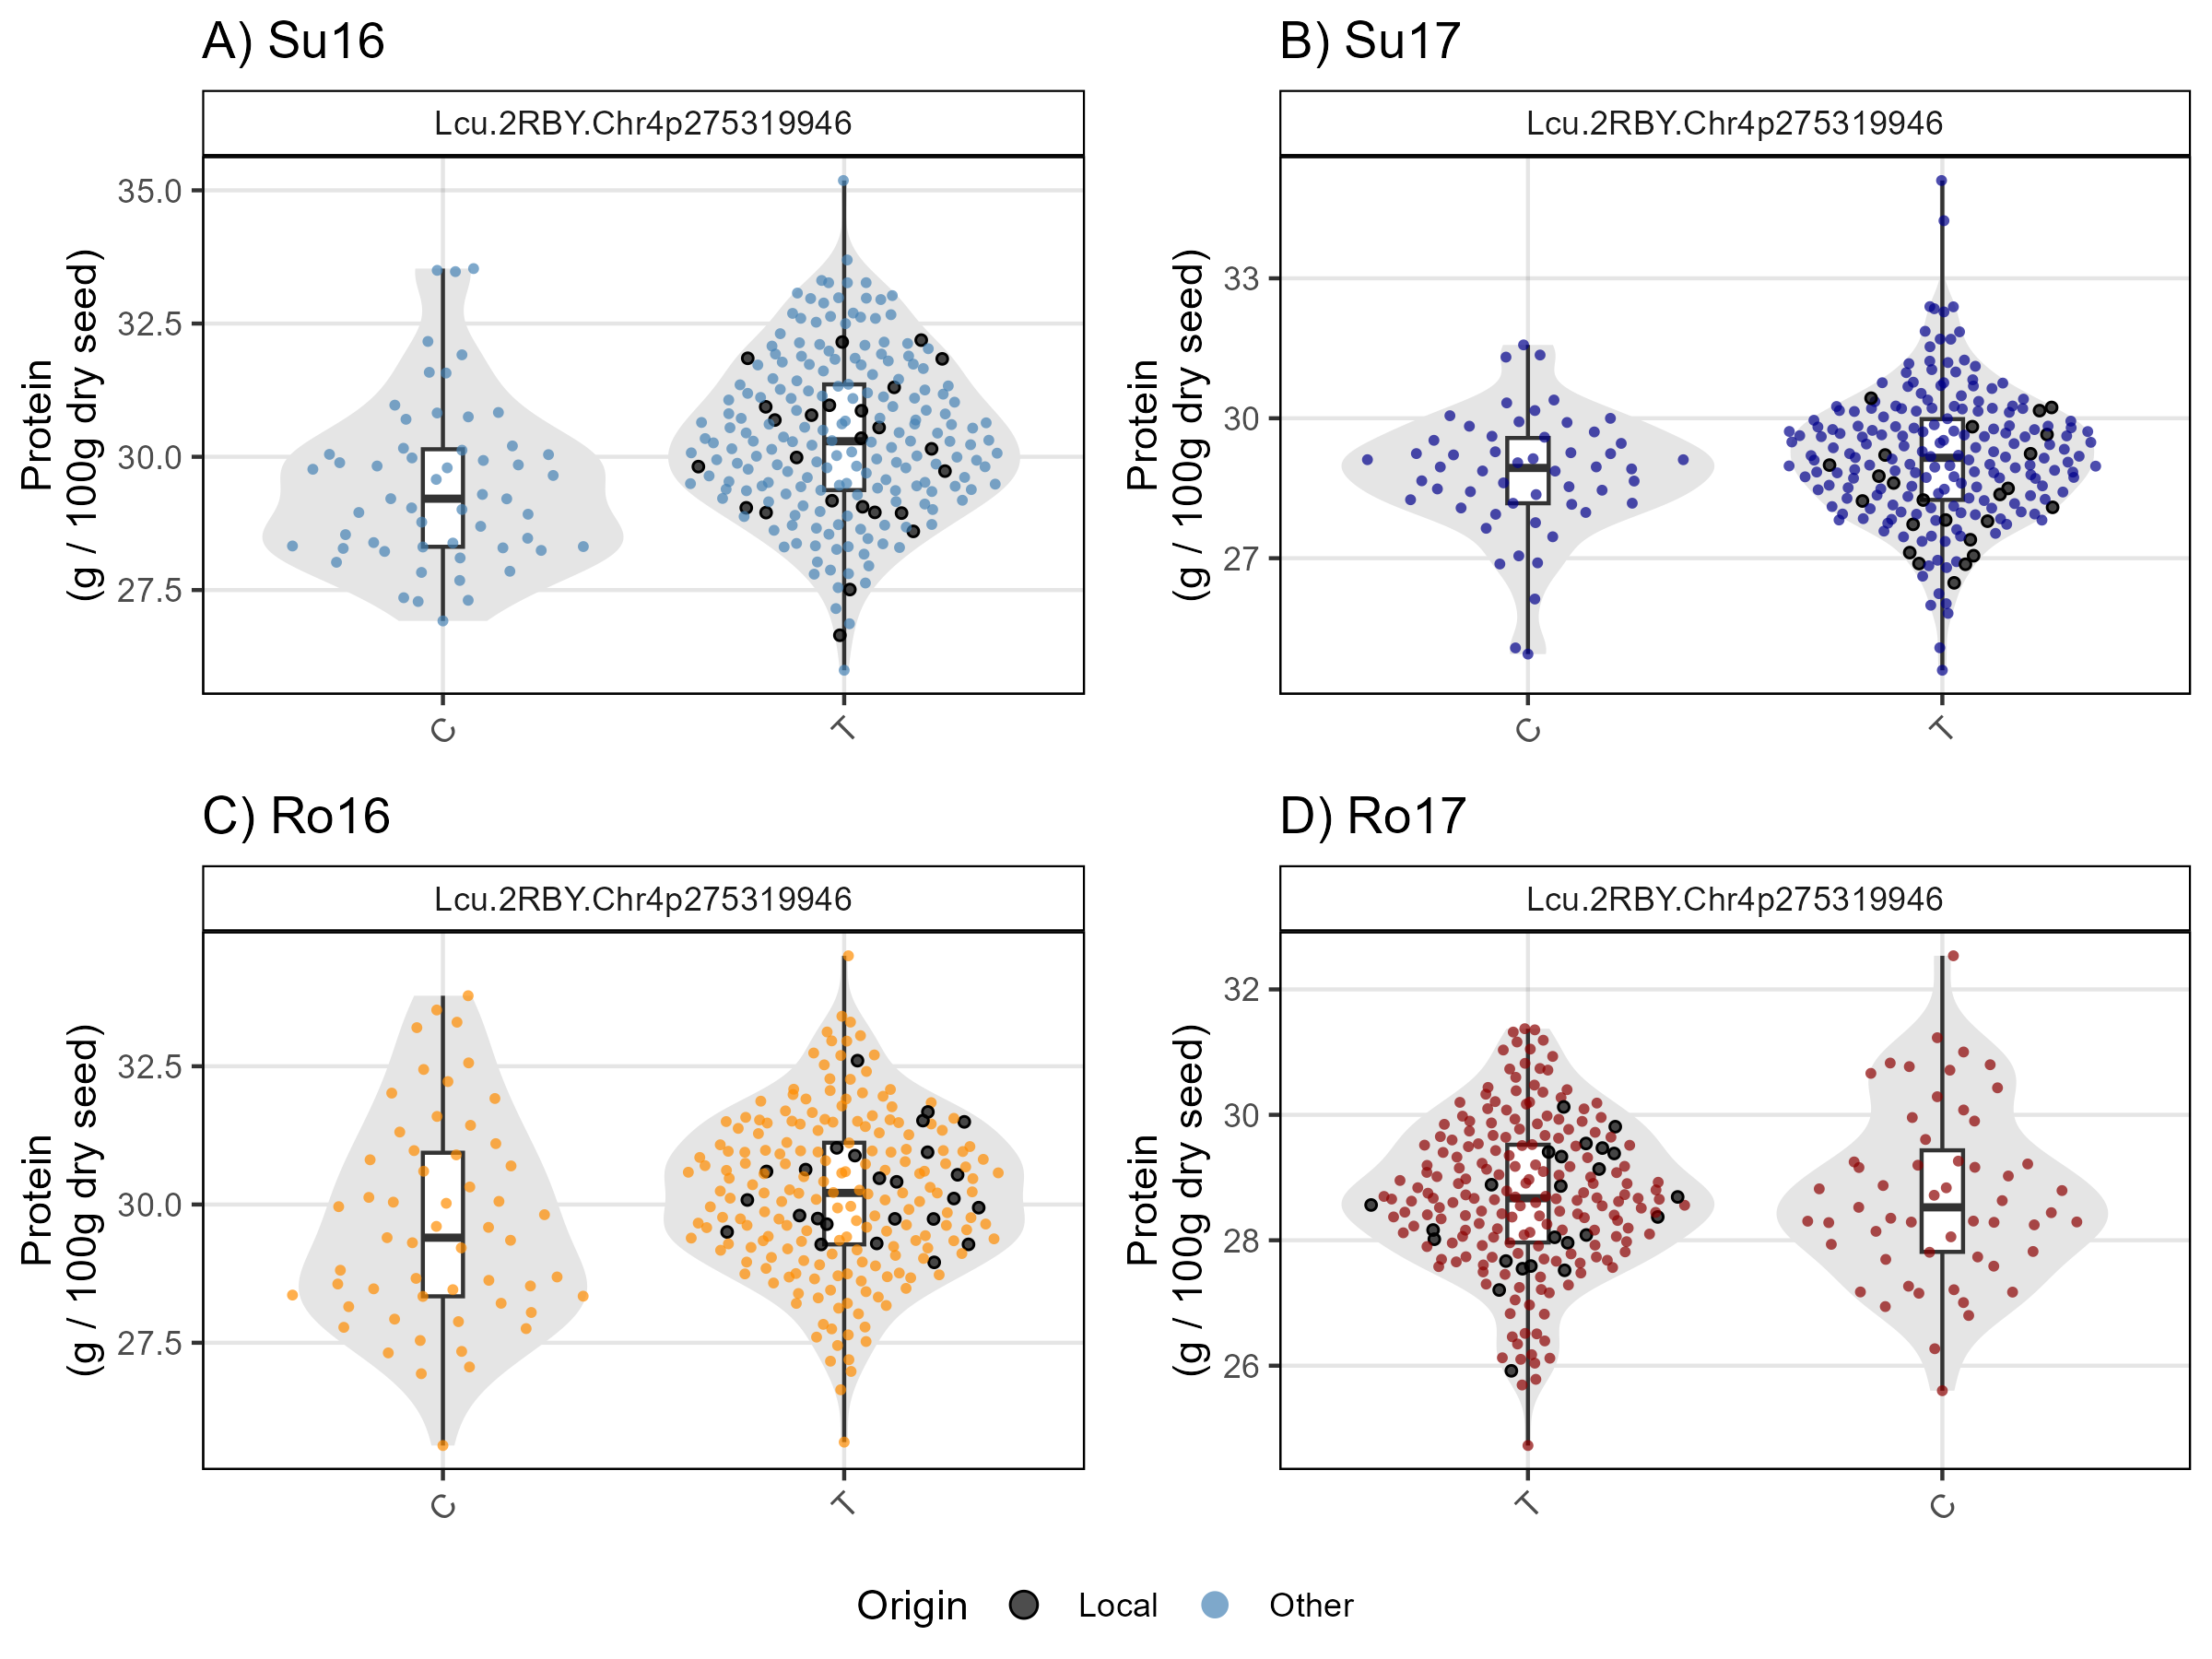 A) Su16
Lcu.2RBY.Chr4p275319946
Protein
(g / 100g dry seed)
35.0
32.5
30.0
27.5
C
T
B) Su17
Lcu.2RBY.Chr4p275319946
Protein
(g / 100g dry seed)
33
30
27
C
T
C) Ro16
Lcu.2RBY.Chr4p275319946
Protein
(g / 100g dry seed)
32.5
30.0
27.5
C
T
D) Ro17
Lcu.2RBY.Chr4p275319946
Protein
(g / 100g dry seed)
32
30
28
26
T
C
Origin Local Other